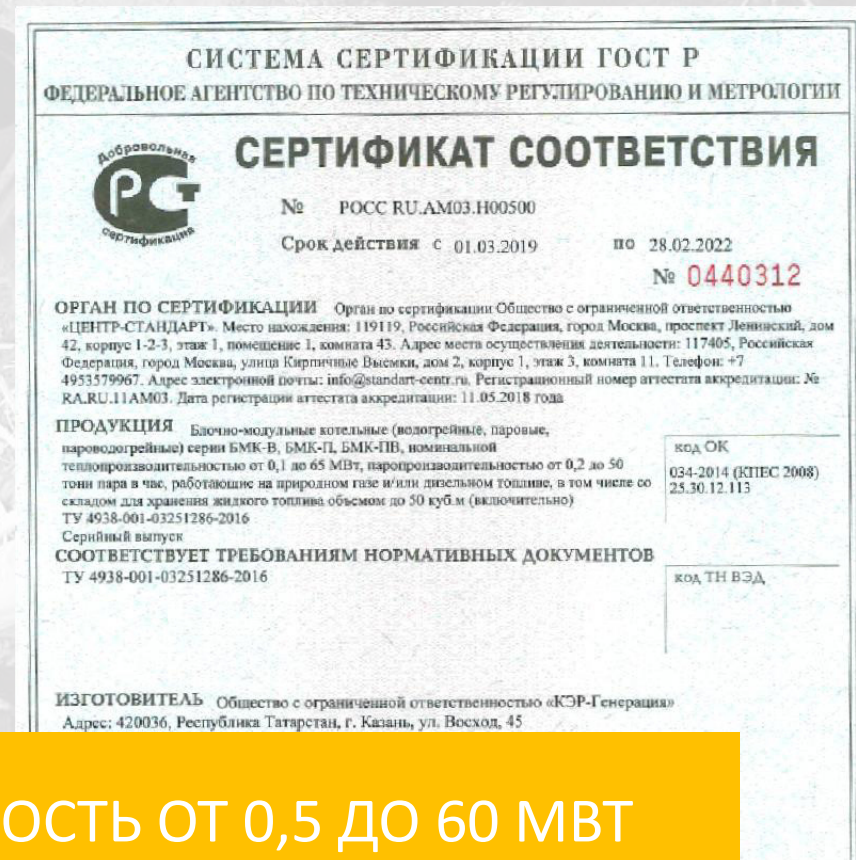 СИСТЕМА СЕРТИФИКАЦИИ ГОСТ Р
ФЕДЕРАЛЬНОЕ АГЕНТСТВО ПО ТЕХНИЧЕСКОМУ РЕГУЛИРОВАНИЮ И МЕТРОЛОГИИ
Добровольная
РСТ
сертификация
СЕРТИФИКАТ СООТВЕТСТВИЯ
№ РОСС RU.АМ03.Н00500
Срок действия с 01.03.2019 по 28.02.2022
№ 0440312
ОРГАН ПО СЕРТИФИКАЦИИ Орган по сертификации Общество с ограниченной ответственностью
«ЦЕНТР-СТАНДАРТ». Место нахождения: 119119, Российская Федерация, город Москва, проспект Ленинский, дом
42, корпус 1-2-3, этаж 1, помещение 1, комната 43. Адрес места осуществления деятельности: 117405, Российская
Федерация, город Москва, улица Кирпичные Выемки, дом 2, корпус 1, этаж 3, комната 11. Телефон: +7
4953579967. Адрес электронной почты: info@standart-centr.ru. Регистрационный номер аттестата аккредитации: №
RA.RU.11АМ03. Дата регистрации аттестата аккредитации: 11.05.2018 года
ПРОДУКЦИЯ Блочно-модульные котельные (водогрейные, паровые,
пароводогрейные) серии БМК-В, БМК-П, БМК-ПВ, номинальной
теплопроизводительностью от 0,1 до 65 МВт, паропроизводительностью от 0,2 до 50
тонн пара в час, работающие на природном газе и/или дизельном топливе, в том числе со
складом для хранения жидкого топлива объемом до 50 куб.м (включительно)
ТУ 4938-001-03251286-2016
Серийный выпуск
код ОК
034-2014 (КПЕС 2008)
25.30.12.113
СООТВЕТСТВУЕТ ТРЕБОВАНИЯМ НОРМАТИВНЫХ ДОКУМЕНТОВ
ТУ 4938-001-03251286-2016
код ТН ВЭД
ИЗГОТОВИТЕЛЬ Общество с ограниченной ответственностью «КЭР-Генерация»
Адрес: 420036, Республика Татарстан, г. Казань, ул. Восход, 45
ОСТЬ ОТ 0,5 ДО 60 МВТ